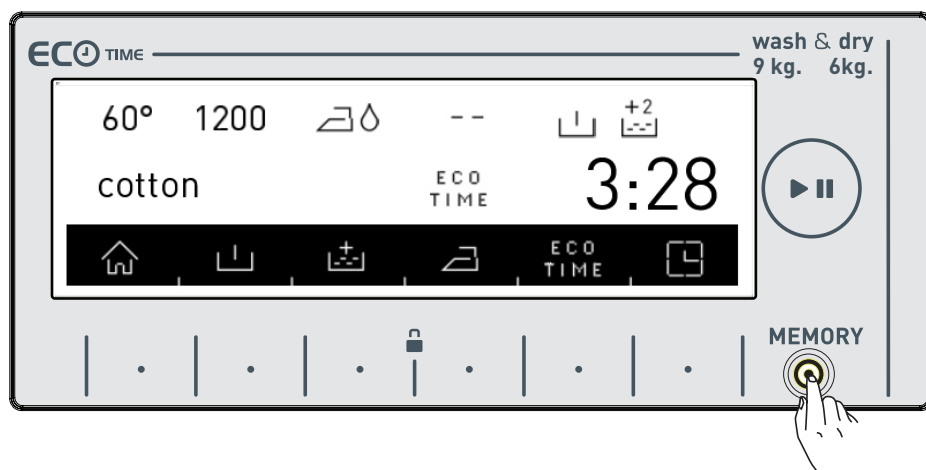 ECO TIME
wash & dry
9 kg. 6kg.
60° 1200 -- +2
cotton ECO TIME 3:28
+ ECO TIME
MEMORY